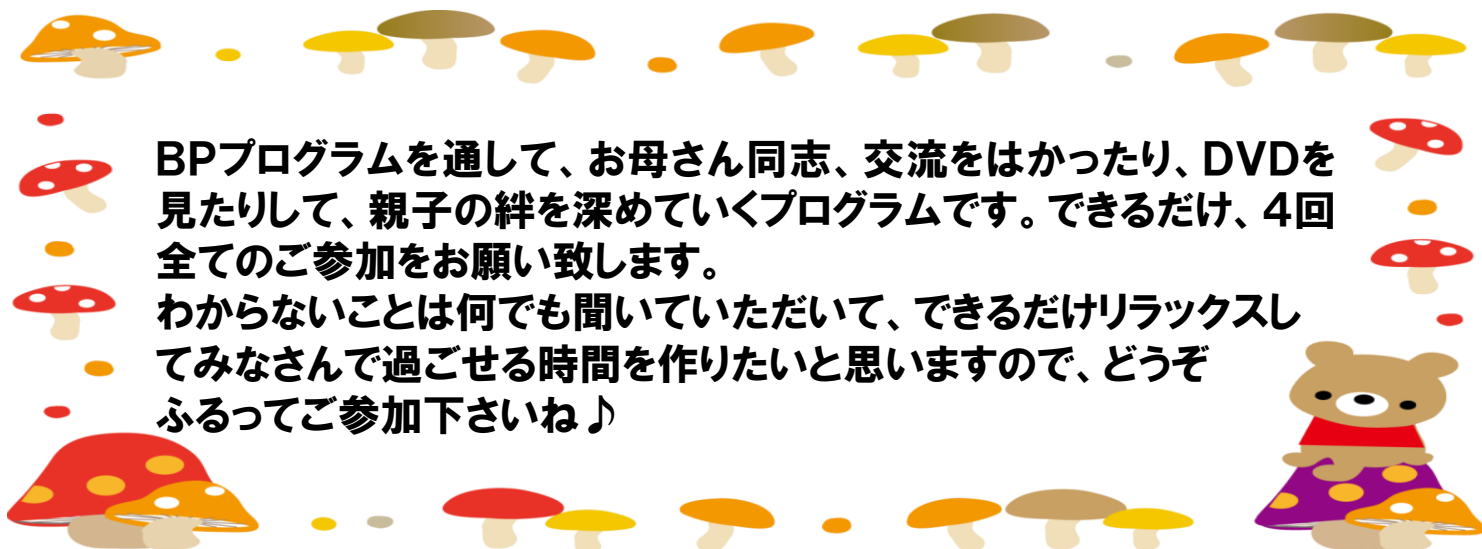 BPプログラムを通して、お母さん同志、交流をはかったり、DVDを
見たりして、親子の絆を深めていくプログラムです。できるだけ、4回
全てのご参加をお願い致します。
わからないことは何でも聞いていただいて、できるだけリラックスし
てみなさんで過ごせる時間を作りたいと思いますので、どうぞ
ふるってご参加下さいね♪